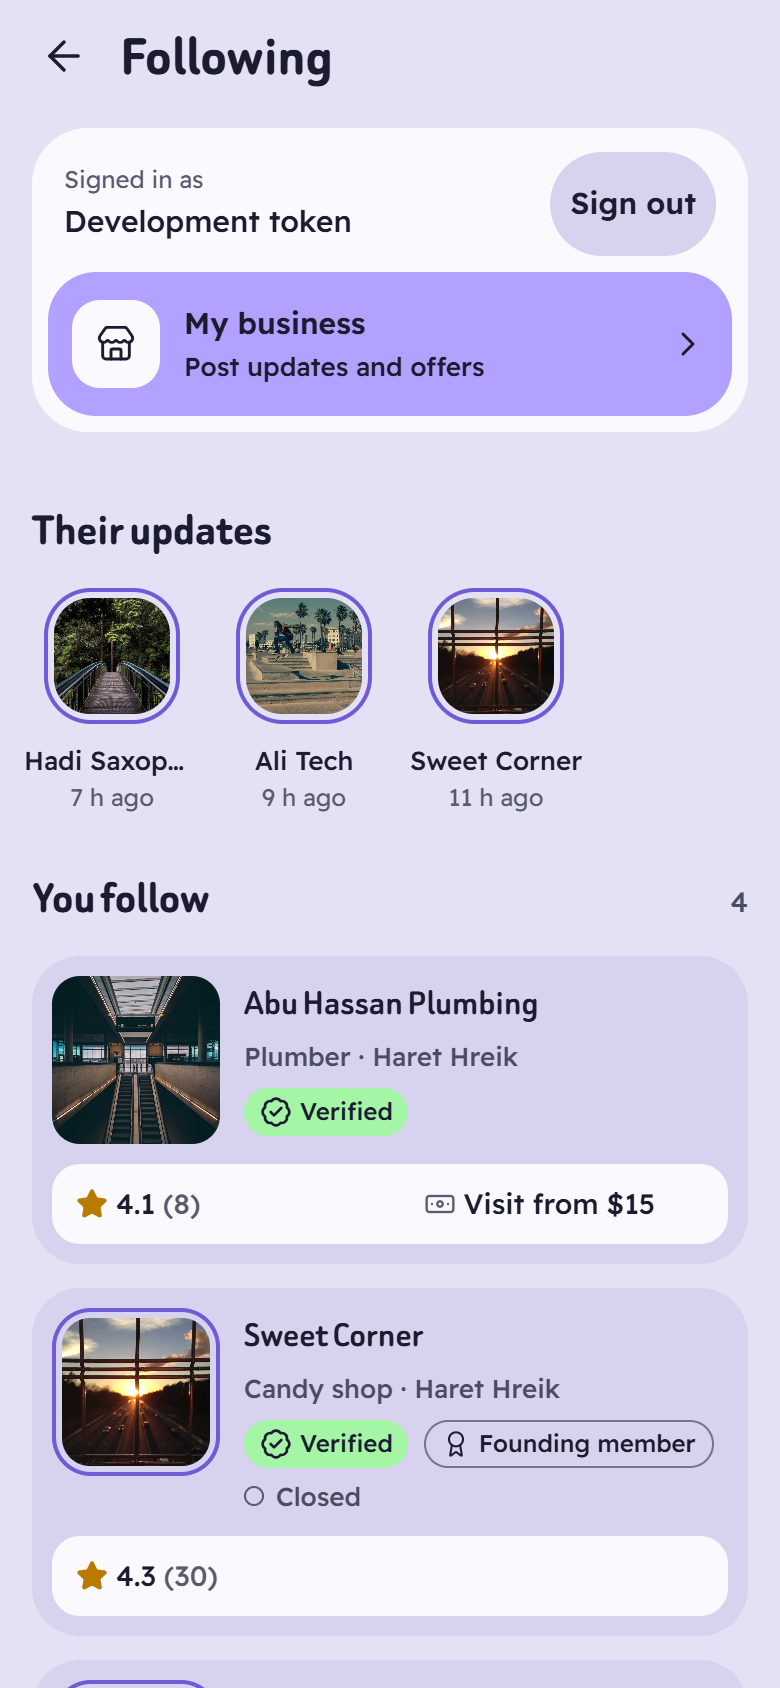 Following
Signed in as
Development token
Sign out
My business
Post updates and offers
Their updates
Hadi Saxop...
7 h ago
Ali Tech
9 h ago
Sweet Corner
11 h ago
You follow
4
Abu Hassan Plumbing
Plumber · Haret Hreik
Verified
4.1 (8)
Visit from $15
Sweet Corner
Candy shop · Haret Hreik
Verified
Founding member
Closed
4.3 (30)